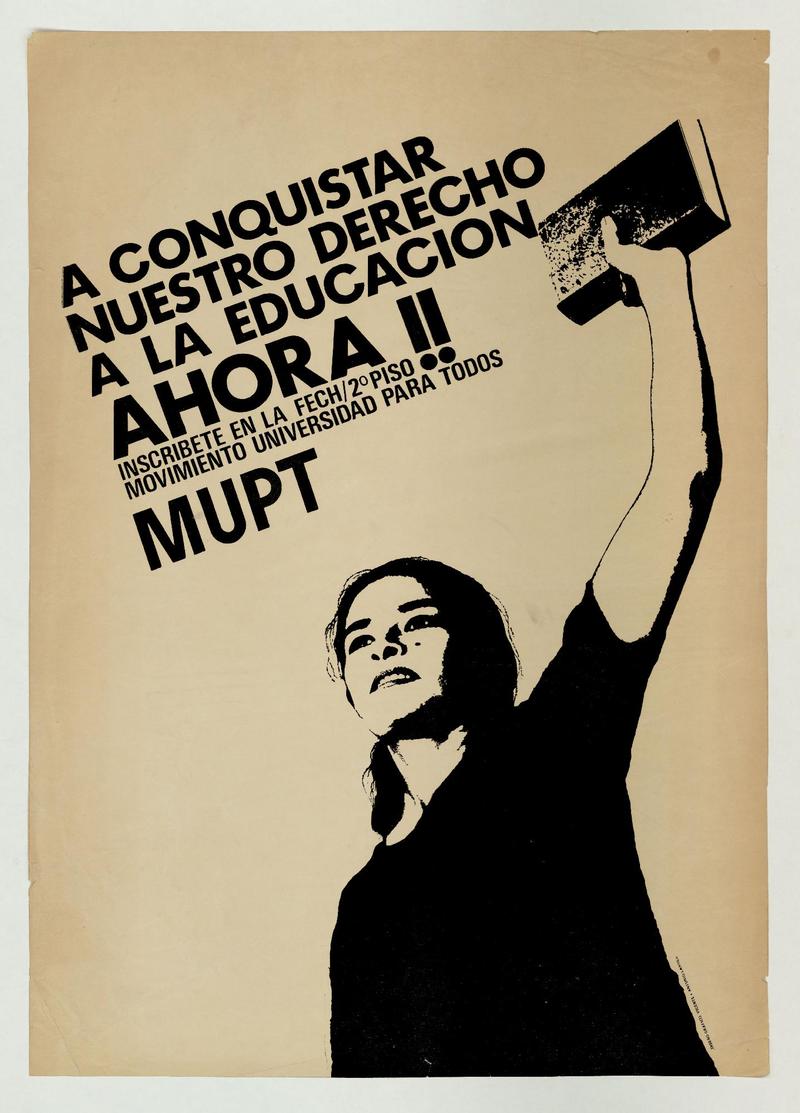 A CONQUISTAR
NUESTRO DERECHO
A LA EDUCACION
AHORA !!
INSCRIBETE EN LA FECH/2º PISO
MOVIMIENTO UNIVERSIDAD PARA TODOS
MUPT